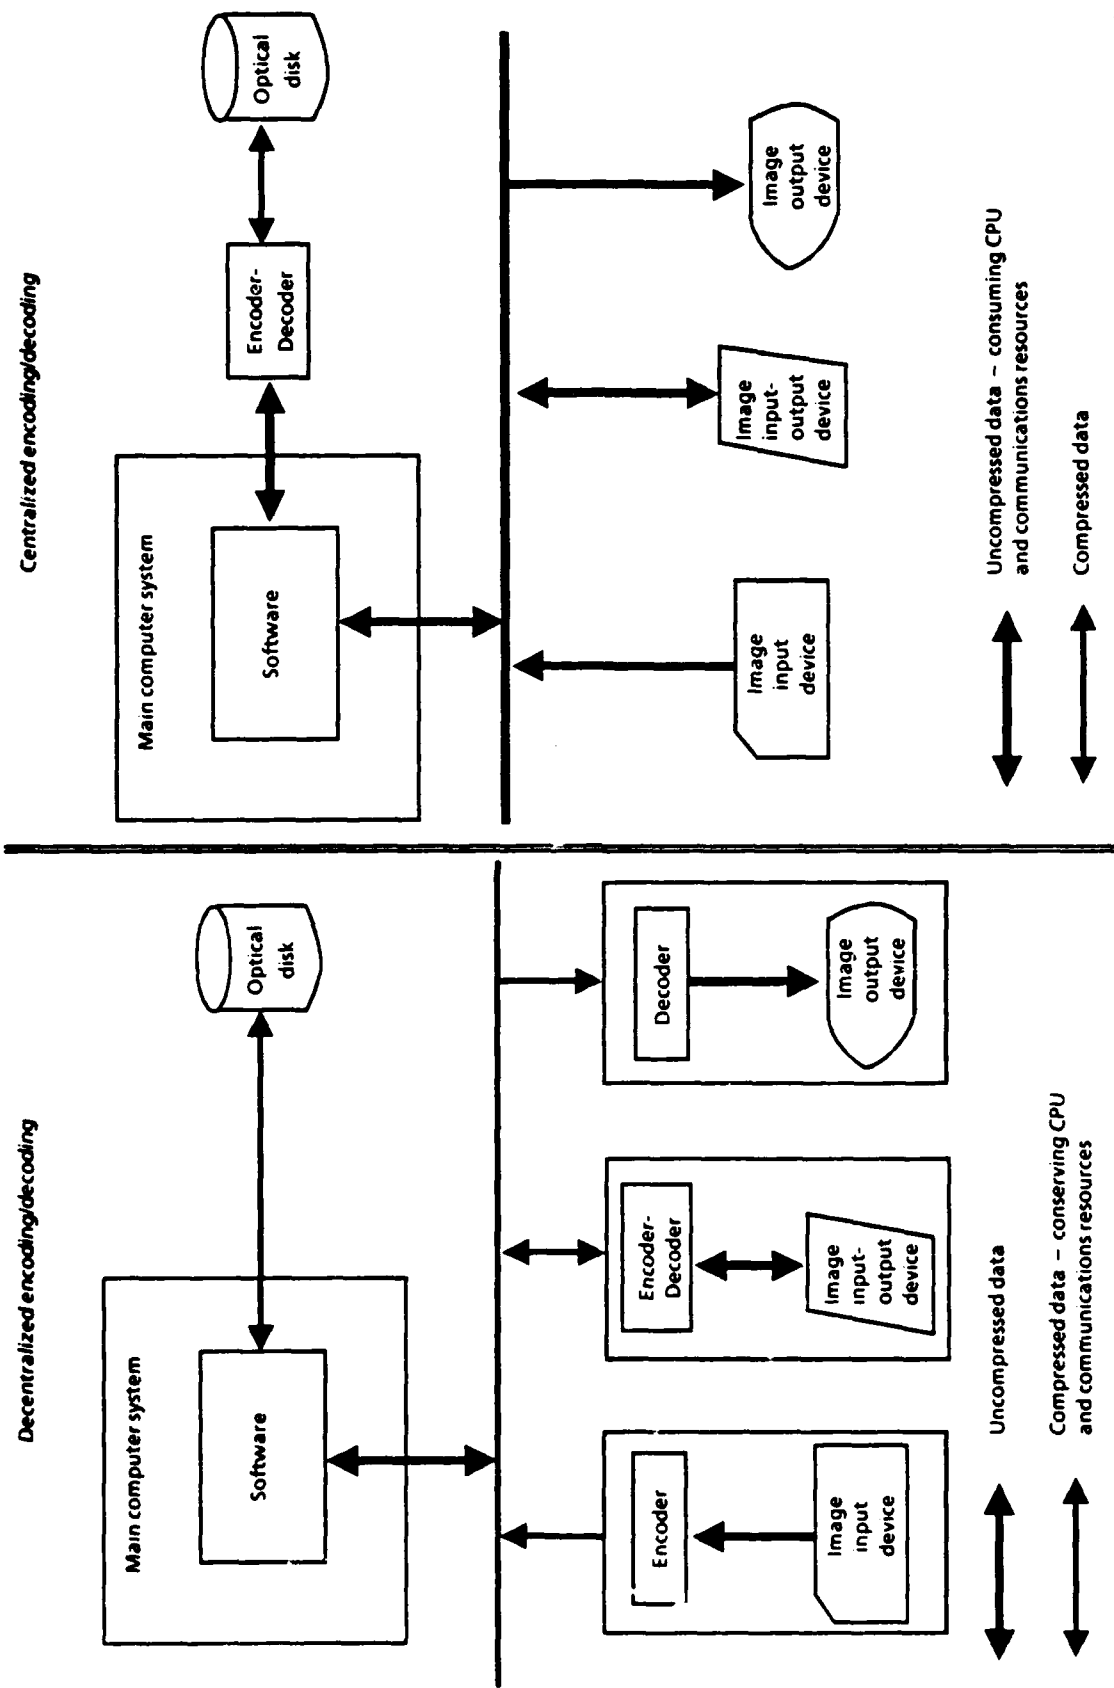 Decentralized encoding/decoding
Main computer system
Software
Optical
disk
Encoder
Image
input
device
Encoder-
Decoder
Image
input-
output
device
Decoder
Image
output
device
Uncompressed data
Compressed data – conserving CPU
and communications resources
Centralized encoding/decoding
Main computer system
Software
Encoder-
Decoder
Optical
disk
Image
input
device
Image
input-
output
device
Image
output
device
Uncompressed data – consuming CPU
and communications resources
Compressed data